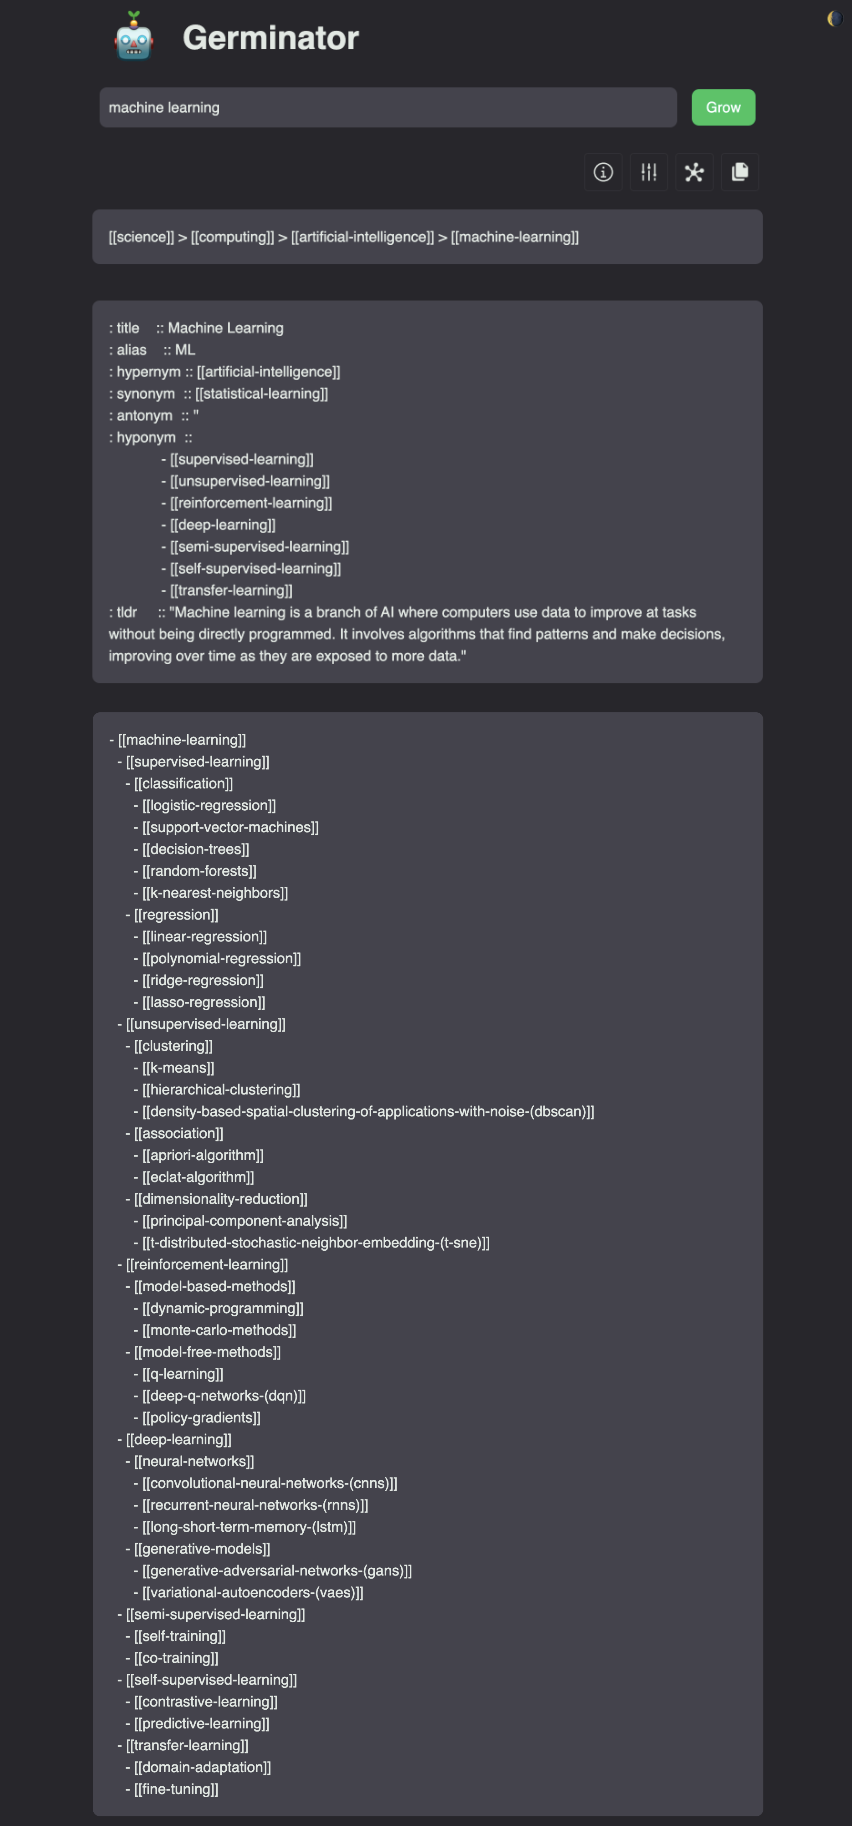 Germinator
machine learning
Grow
[[science]] > [[computing]] > [[artificial-intelligence]] > [[machine-learning]]
: title :: Machine Learning
: alias :: ML
: hypernym :: [[artificial-intelligence]]
: synonym :: [[statistical-learning]]
: antonym :: "
: hyponym ::
- [[supervised-learning]]
- [[unsupervised-learning]]
- [[reinforcement-learning]]
- [[deep-learning]]
- [[semi-supervised-learning]]
- [[self-supervised-learning]]
- [[transfer-learning]]
: tldr :: "Machine learning is a branch of AI where computers use data to improve at tasks
without being directly programmed. It involves algorithms that find patterns and make decisions,
improving over time as they are exposed to more data."
- [[machine-learning]]
- [[supervised-learning]]
- [[classification]]
- [[logistic-regression]]
- [[support-vector-machines]]
- [[decision-trees]]
- [[random-forests]]
- [[k-nearest-neighbors]]
- [[regression]]
- [[linear-regression]]
- [[polynomial-regression]]
- [[ridge-regression]]
- [[lasso-regression]]
- [[unsupervised-learning]]
- [[clustering]]
- [[k-means]]
- [[hierarchical-clustering]]
- [[density-based-spatial-clustering-of-applications-with-noise-(dbscan)]]
- [[association]]
- [[apriori-algorithm]]
- [[eclat-algorithm]]
- [[dimensionality-reduction]]
- [[principal-component-analysis]]
- [[t-distributed-stochastic-neighbor-embedding-(t-sne)]]
- [[reinforcement-learning]]
- [[model-based-methods]]
- [[dynamic-programming]]
- [[monte-carlo-methods]]
- [[model-free-methods]]
- [[q-learning]]
- [[deep-q-networks-(dqn)]]
- [[policy-gradients]]
- [[deep-learning]]
- [[neural-networks]]
- [[convolutional-neural-networks-(cnns)]]
- [[recurrent-neural-networks-(rnns)]]
- [[long-short-term-memory-(lstm)]]
- [[generative-models]]
- [[generative-adversarial-networks-(gans)]]
- [[variational-autoencoders-(vaes)]]
- [[semi-supervised-learning]]
- [[self-training]]
- [[co-training]]
- [[self-supervised-learning]]
- [[contrastive-learning]]
- [[predictive-learning]]
- [[transfer-learning]]
- [[domain-adaptation]]
- [[fine-tuning]]